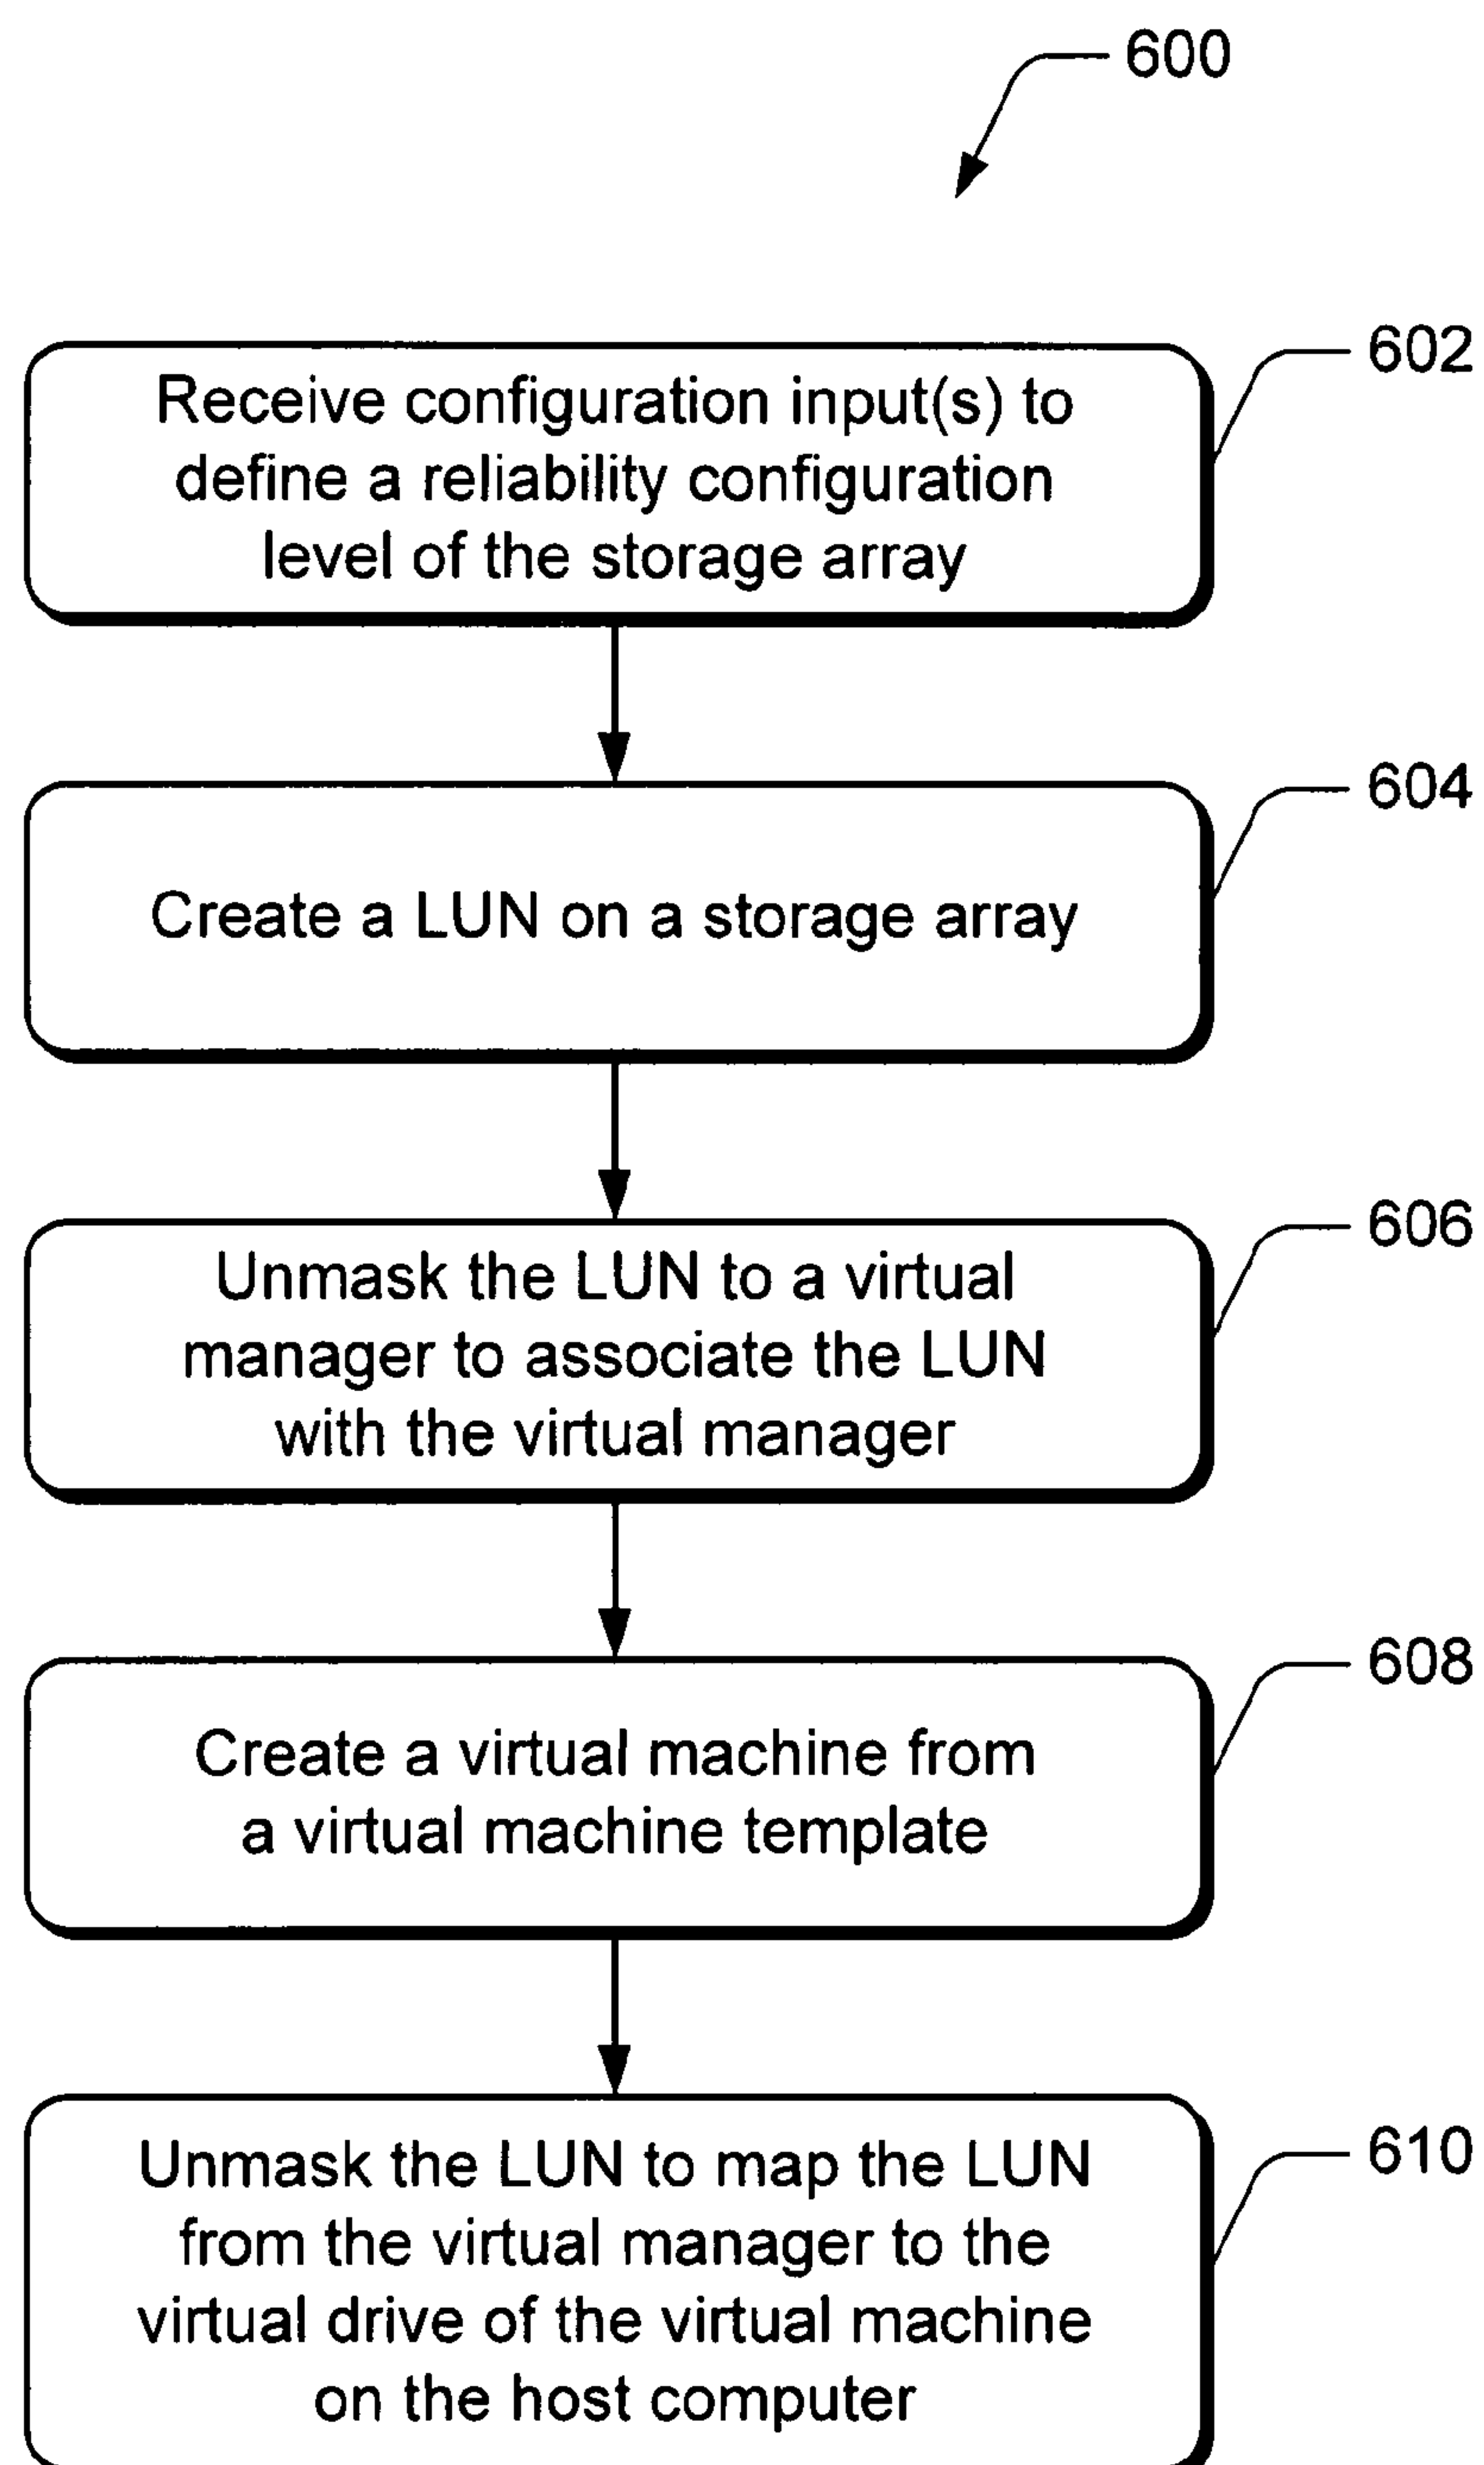 600
602
Receive configuration input(s) to
define a reliability configuration
level of the storage array
604
Create a LUN on a storage array
606
Unmask the LUN to a virtual
manager to associate the LUN
with the virtual manager
608
Create a virtual machine from
a virtual machine template
610
Unmask the LUN to map the LUN
from the virtual manager to the
virtual drive of the virtual machine
on the host computer